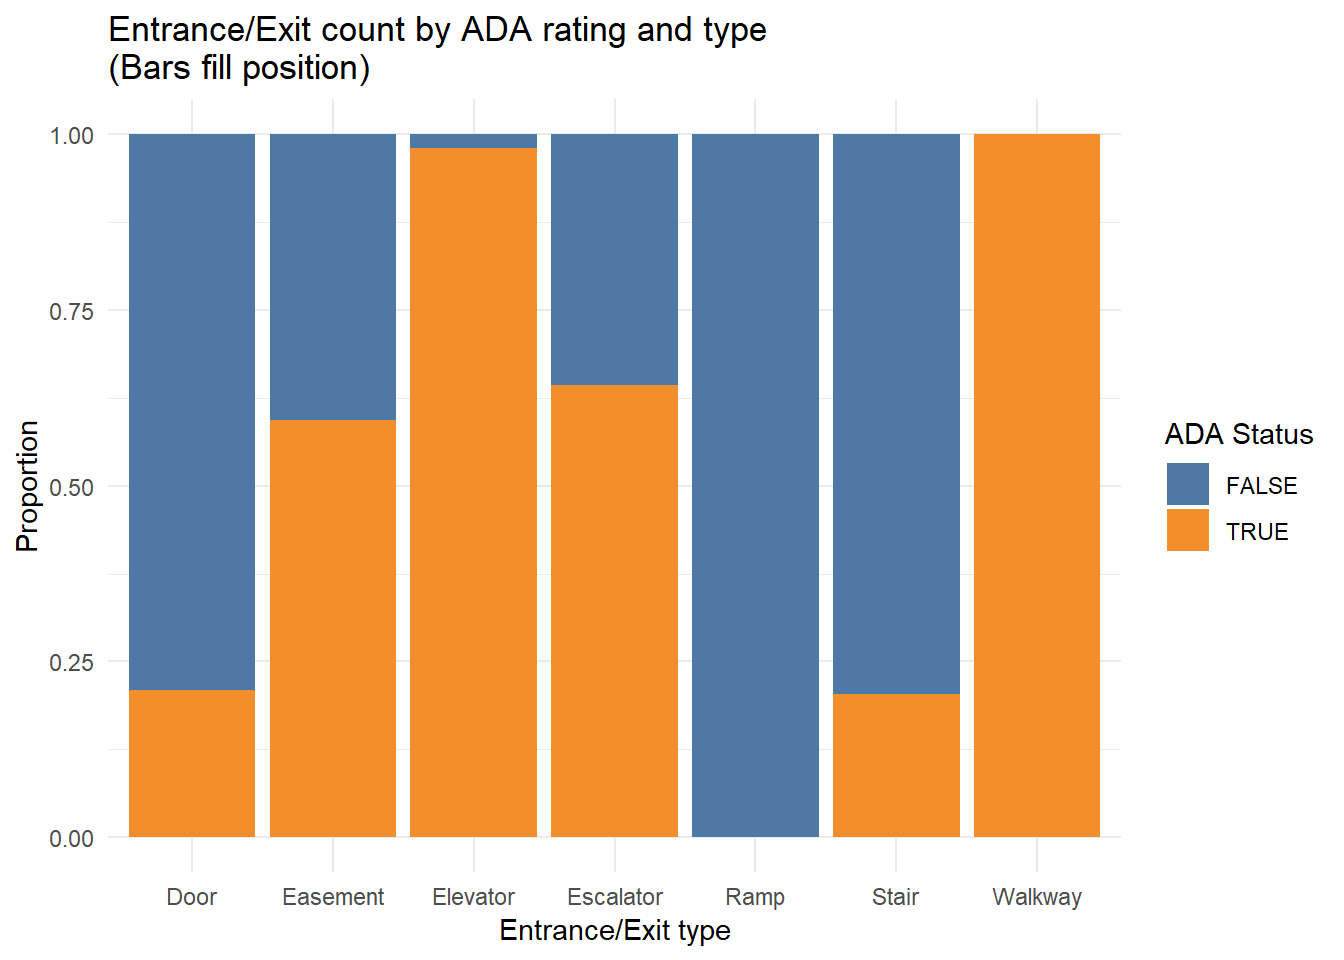 Entrance/Exit count by ADA rating and type
(Bars fill position)
1.00
0.75
0.50
0.25
0.00
Proportion
Door
Easement
Elevator
Escalator
Ramp
Stair
Walkway
Entrance/Exit type
ADA Status
FALSE
TRUE